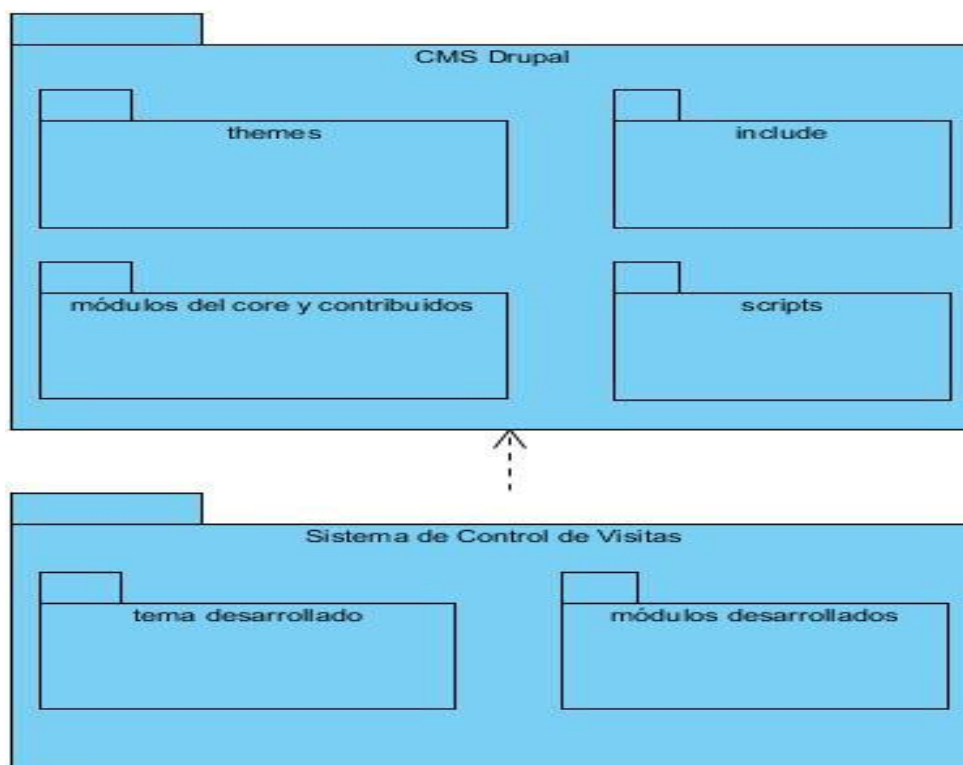 CMS Drupal
themes
include
módulos del core y contribuidos
scripts
Sistema de Control de Visitas
tema desarrollado
módulos desarrollados